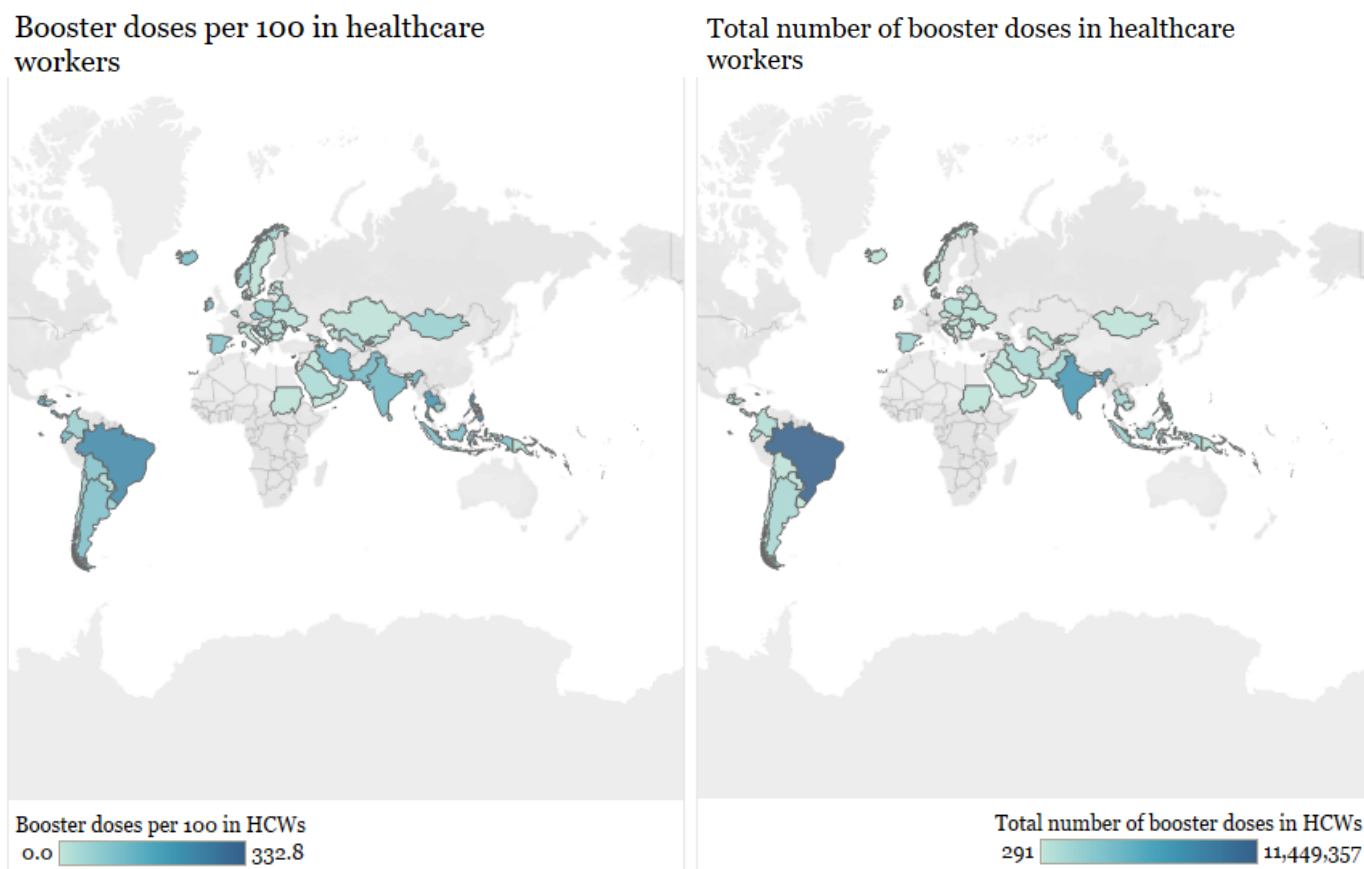 Booster doses per 100 in healthcare
workers
Total number of booster doses in healthcare
workers
Booster doses per 100 in HCWs
0.0
332.8
Total number of booster doses in HCWs
291
11,449,357